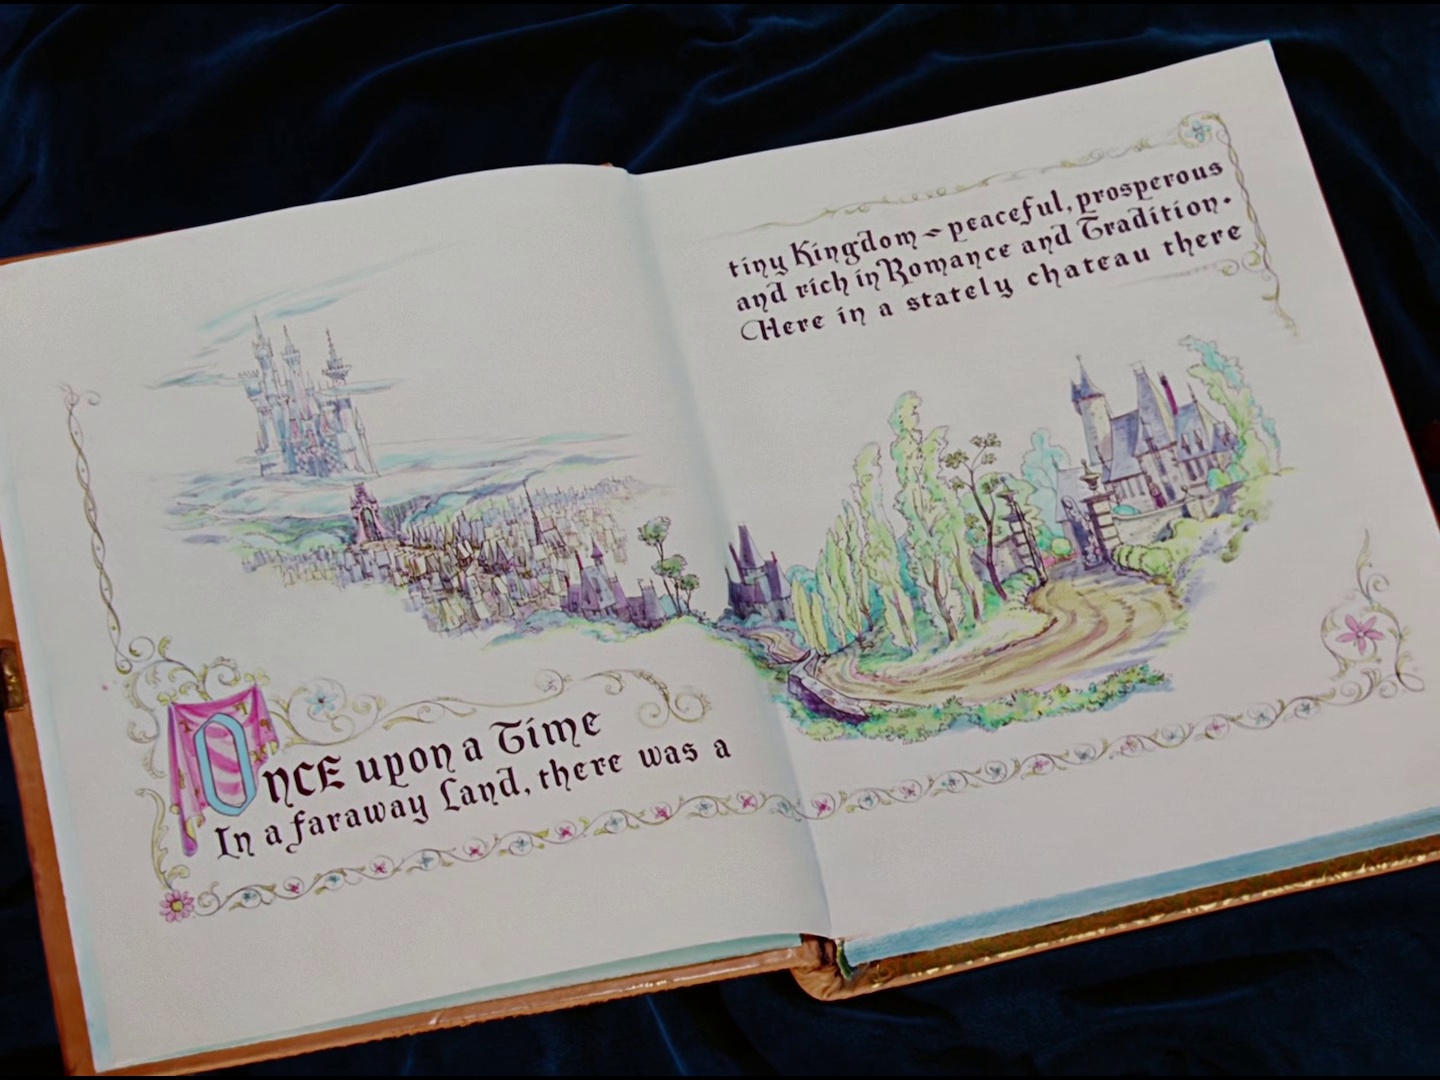 ONCE upon a Time
In a faraway Land, there was a
tiny Kingdom ~ peaceful, prosperous
and rich in Romance and Tradition.
Here in a stately chateau there